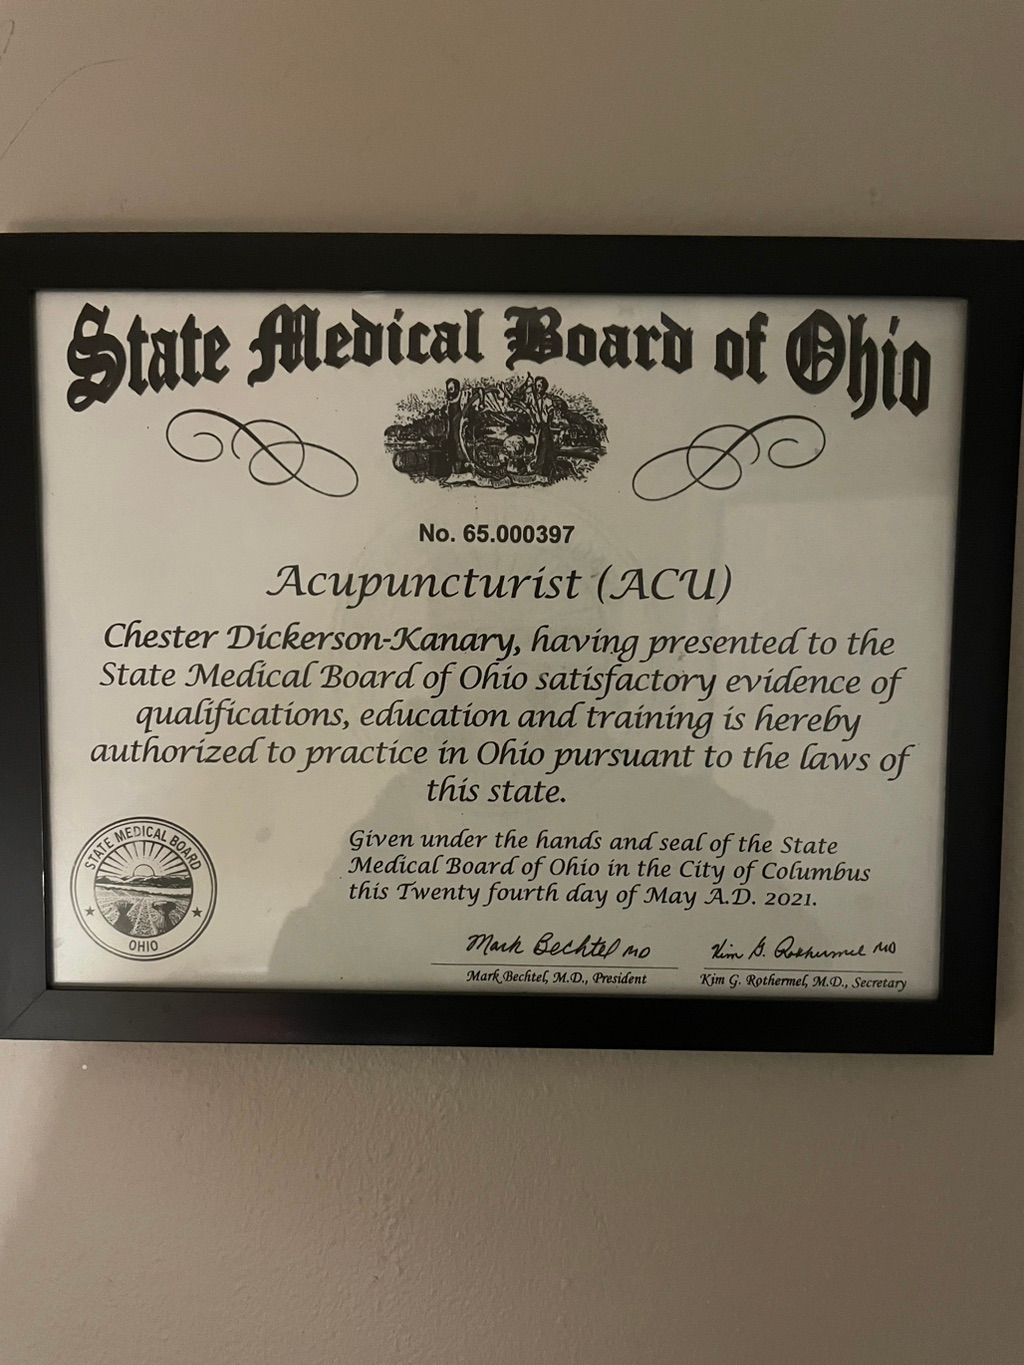 State Medical Board of Ohio
No. 65.000397
Acupuncturist (ACU)
Chester Dickerson-Kanary, having presented to the
State Medical Board of Ohio satisfactory evidence of
qualifications, education and training is hereby
authorized to practice in Ohio pursuant to the laws of
this state.
Given under the hands and seal of the State
Medical Board of Ohio in the City of Columbus
this Twenty fourth day of May A.D. 2021.
STATE MEDICAL BOARD
OHIO
Mark Bechtel MD
Kim G. Rothermel MD
Mark Bechtel, M.D., President
Kim G. Rothermel, M.D., Secretary